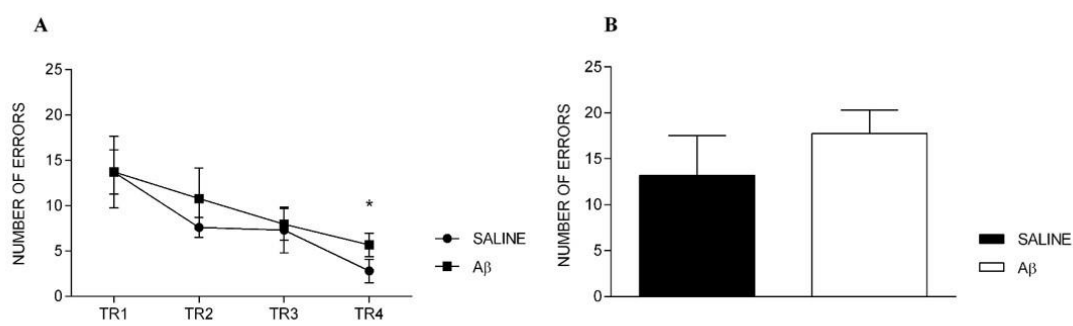 A
NUMBER OF ERRORS
25
20
15
10
5
0
TR1 TR2 TR3 TR4
*
SALINE
Aβ
B
NUMBER OF ERRORS
25
20
15
10
5
0
SALINE
Aβ